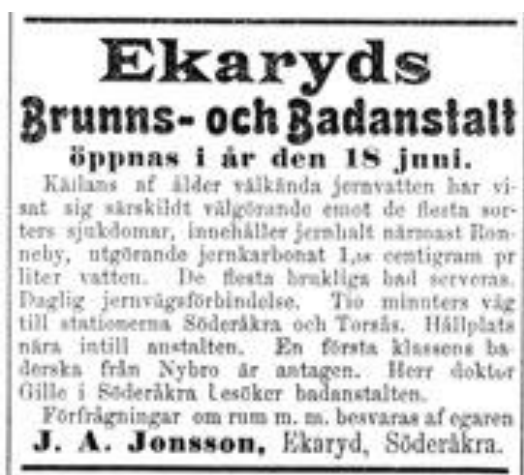 Ekaryds
Brunns- och Badanstalt
öppnas i år den 18 juni.
Källans af ålder välkända jernvatten har vi-
sat sig särskildt välgörande emot de flesta sor-
ters sjukdomar, innehåller jernhalt närmast Ron-
neby, utgörande jernkarbonat centigram pr
liter vatten. De flesta brukliga bad serveras.
Daglig jernvägsförbindelse. Tio minuters väg
till stationerna Söderåkra och Torsås. Hållplats
nära intill anstalten. En första klassens ba-
derska från Nybro är antagen. Herr doktor
Gille i Söderåkra besöker badanstalten.
Förfrågningar om rum m. m. besvaras af egaren
J. A. Jonsson, Ekaryd, Söderåkra.